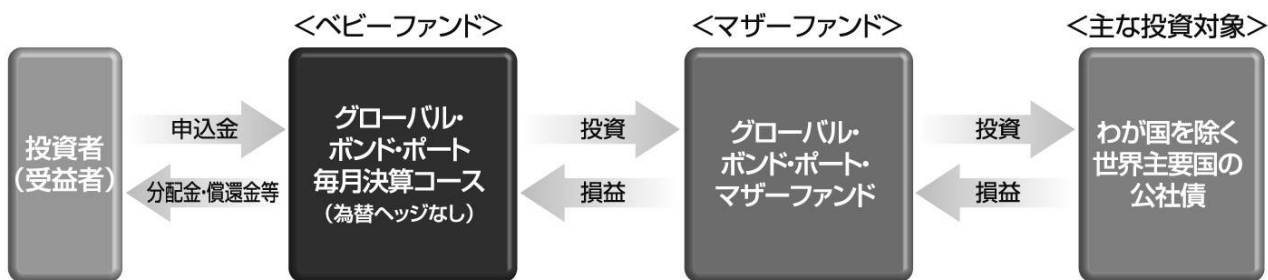 <ベビーファンド>
<マザーファンド>
<主な投資対象>
投資者
(受益者)
申込金
分配金・償還金等
グローバル・
ボンド・ポート
毎月決算コース
(為替ヘッジなし)
投資
損益
グローバル・
ボンド・ポート・
マザーファンド
投資
損益
わが国を除く
世界主要国の
公社債